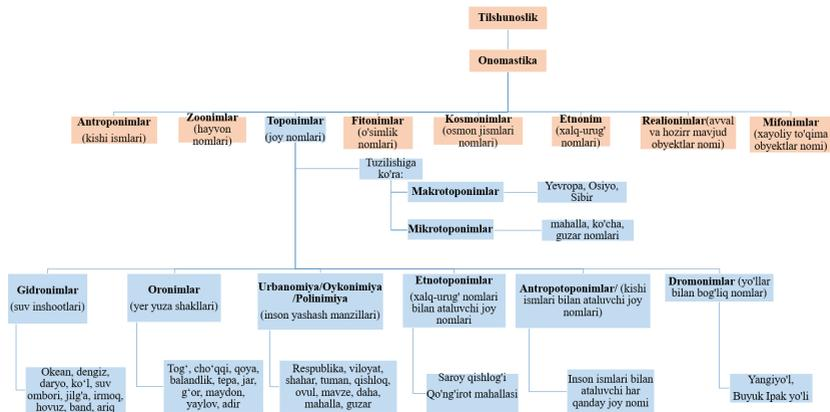 Tilshunoslik
Onomastika
Antroponimlar
(kishi ismlari)
Zoonimlar
(hayvon
nomlari)
Toponimlar
(joy nomlari)
Fitonimlar
(o'simlik
nomlari)
Kosmonimlar
(osmon jismlari
nomlari)
Etnonim
(xalq-urug'
nomlari)
Realionimlar(avval
va hozirr mavjud
obyektlar nomi)
Mifonimlar
(xayoliy to'qima
obyektlar nomi)
Tuzilishiga
ko'ra:
Makrotoponimlar
Yevropa, Osiyo,
Sibir
Mikrotoponimlar
mahalla, ko'cha,
guzar nomlari
Gidronimlar
(suv inshootlari)
Oronimlar
(yer yuza shakllari)
Urbanomiya/Oykonimiya
/Polinimiya
(inson yashash manzillari)
Etnotoponimlar
(xalq-urug' nomlari
bilan ataluvchi joy
nomlari)
Antropotoponimlar/ (kishi
ismlari bilan ataluvchi joy
nomlari)
Dromonimlar (yo'llar
bilan bog'liq nomlar)
Okean, dengiz,
daryo, ko‘l, suv
ombori, jilg'a, irmoq,
hovuz, band, ariq
Tog‘, cho‘qqi, qoya,
balandlik, tepa, jar,
g‘or, maydon,
yaylov, adir
Respublika, viloyat,
shahar, tuman, qishloq,
ovul, mavze, daha,
mahalla, guzar
Saroy qishlog'i
Qo'ng'irot mahallasi
Inson ismlari bilan
ataluvchi har
qanday joy nomi
Yangiyo'l,
Buyuk Ipak yo'li